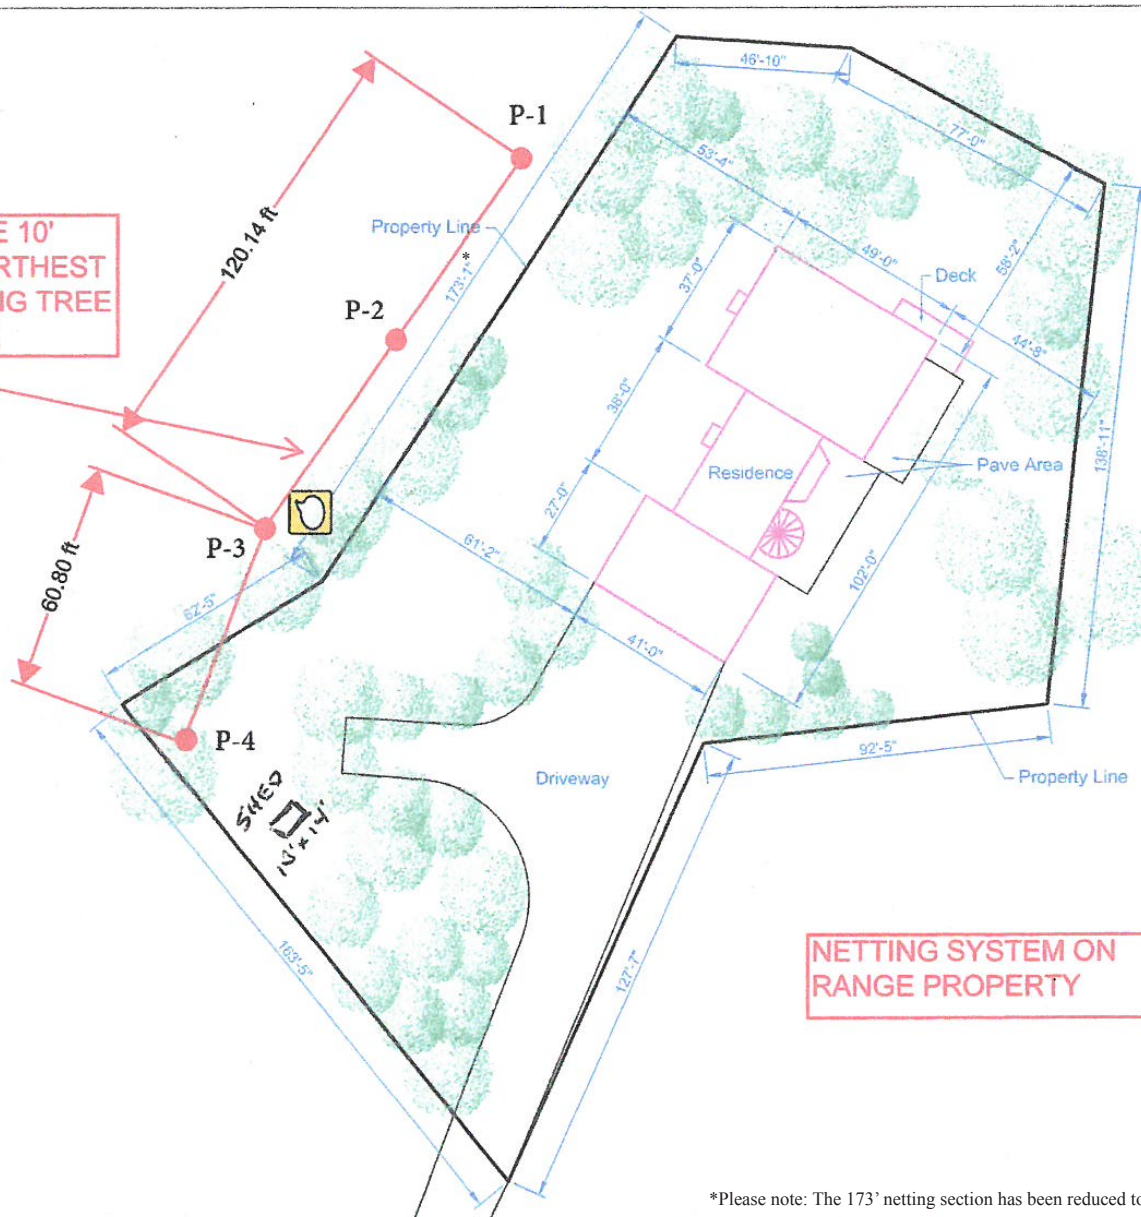 46'-10"
P-1
77'-0"
53'-4"
120.14 ft
E 10'
RTHEST
NG TREE
Property Line
173'-1"*
49'-0"
58'-2"
37'-0"
Deck
P-2
44'-8"
38'-0"
138'-11"
Residence
Pave Area
27'-0"
P-3
61'-2"
102'-0"
60.80 ft
62'-5"
41'-0"
P-4
92'-5"
Driveway
Property Line
SHED
163'-5"
127'-7"
NETTING SYSTEM ON
RANGE PROPERTY
*Please note: The 173’ netting section has been reduced to